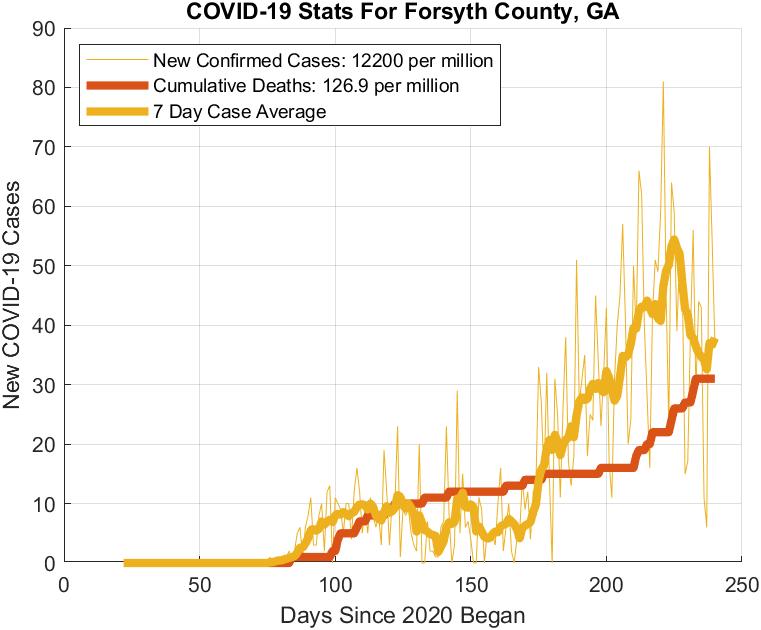 COVID-19 Stats For Forsyth County, GA
90
80
70
60
50
40
30
20
10
0
New COVID-19 Cases
New Confirmed Cases: 12200 per million
Cumulative Deaths: 126.9 per million
7 Day Case Average
0 50 100 150 200 250
Days Since 2020 Began